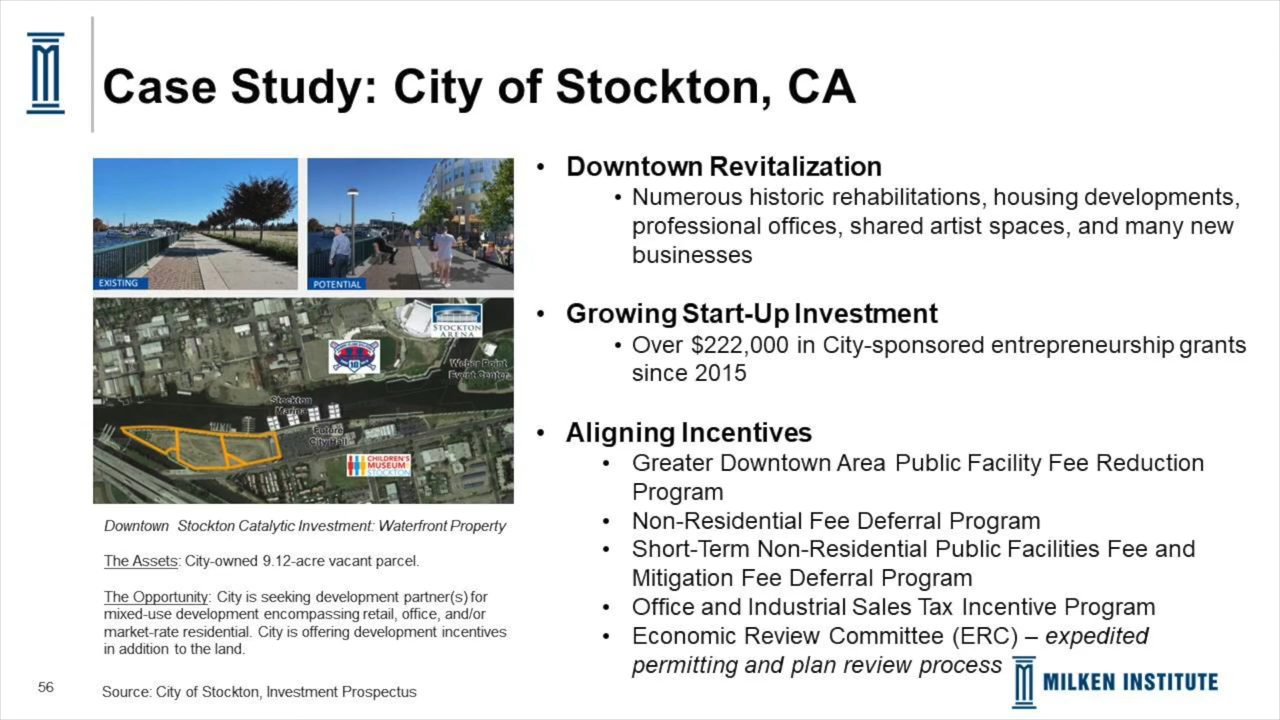 Case Study: City of Stockton, CA
EXISTING
POTENTIAL
STOCKTON
ARENA
Weber Point
Event Center
Stockton
Marina
Future
City Hall
CHILDREN'S
MUSEUM
STOCKTON
Downtown Stockton Catalytic Investment: Waterfront Property
The Assets: City-owned 9.12-acre vacant parcel.
The Opportunity: City is seeking development partner(s) for
mixed-use development encompassing retail, office, and/or
market-rate residential. City is offering development incentives
in addition to the land.
• Downtown Revitalization
• Numerous historic rehabilitations, housing developments,
professional offices, shared artist spaces, and many new
businesses
• Growing Start-Up Investment
• Over $222,000 in City-sponsored entrepreneurship grants
since 2015
• Aligning Incentives
• Greater Downtown Area Public Facility Fee Reduction
Program
• Non-Residential Fee Deferral Program
• Short-Term Non-Residential Public Facilities Fee and
Mitigation Fee Deferral Program
• Office and Industrial Sales Tax Incentive Program
• Economic Review Committee (ERC) – expedited
permitting and plan review process
56
Source: City of Stockton, Investment Prospectus
MILKEN INSTITUTE